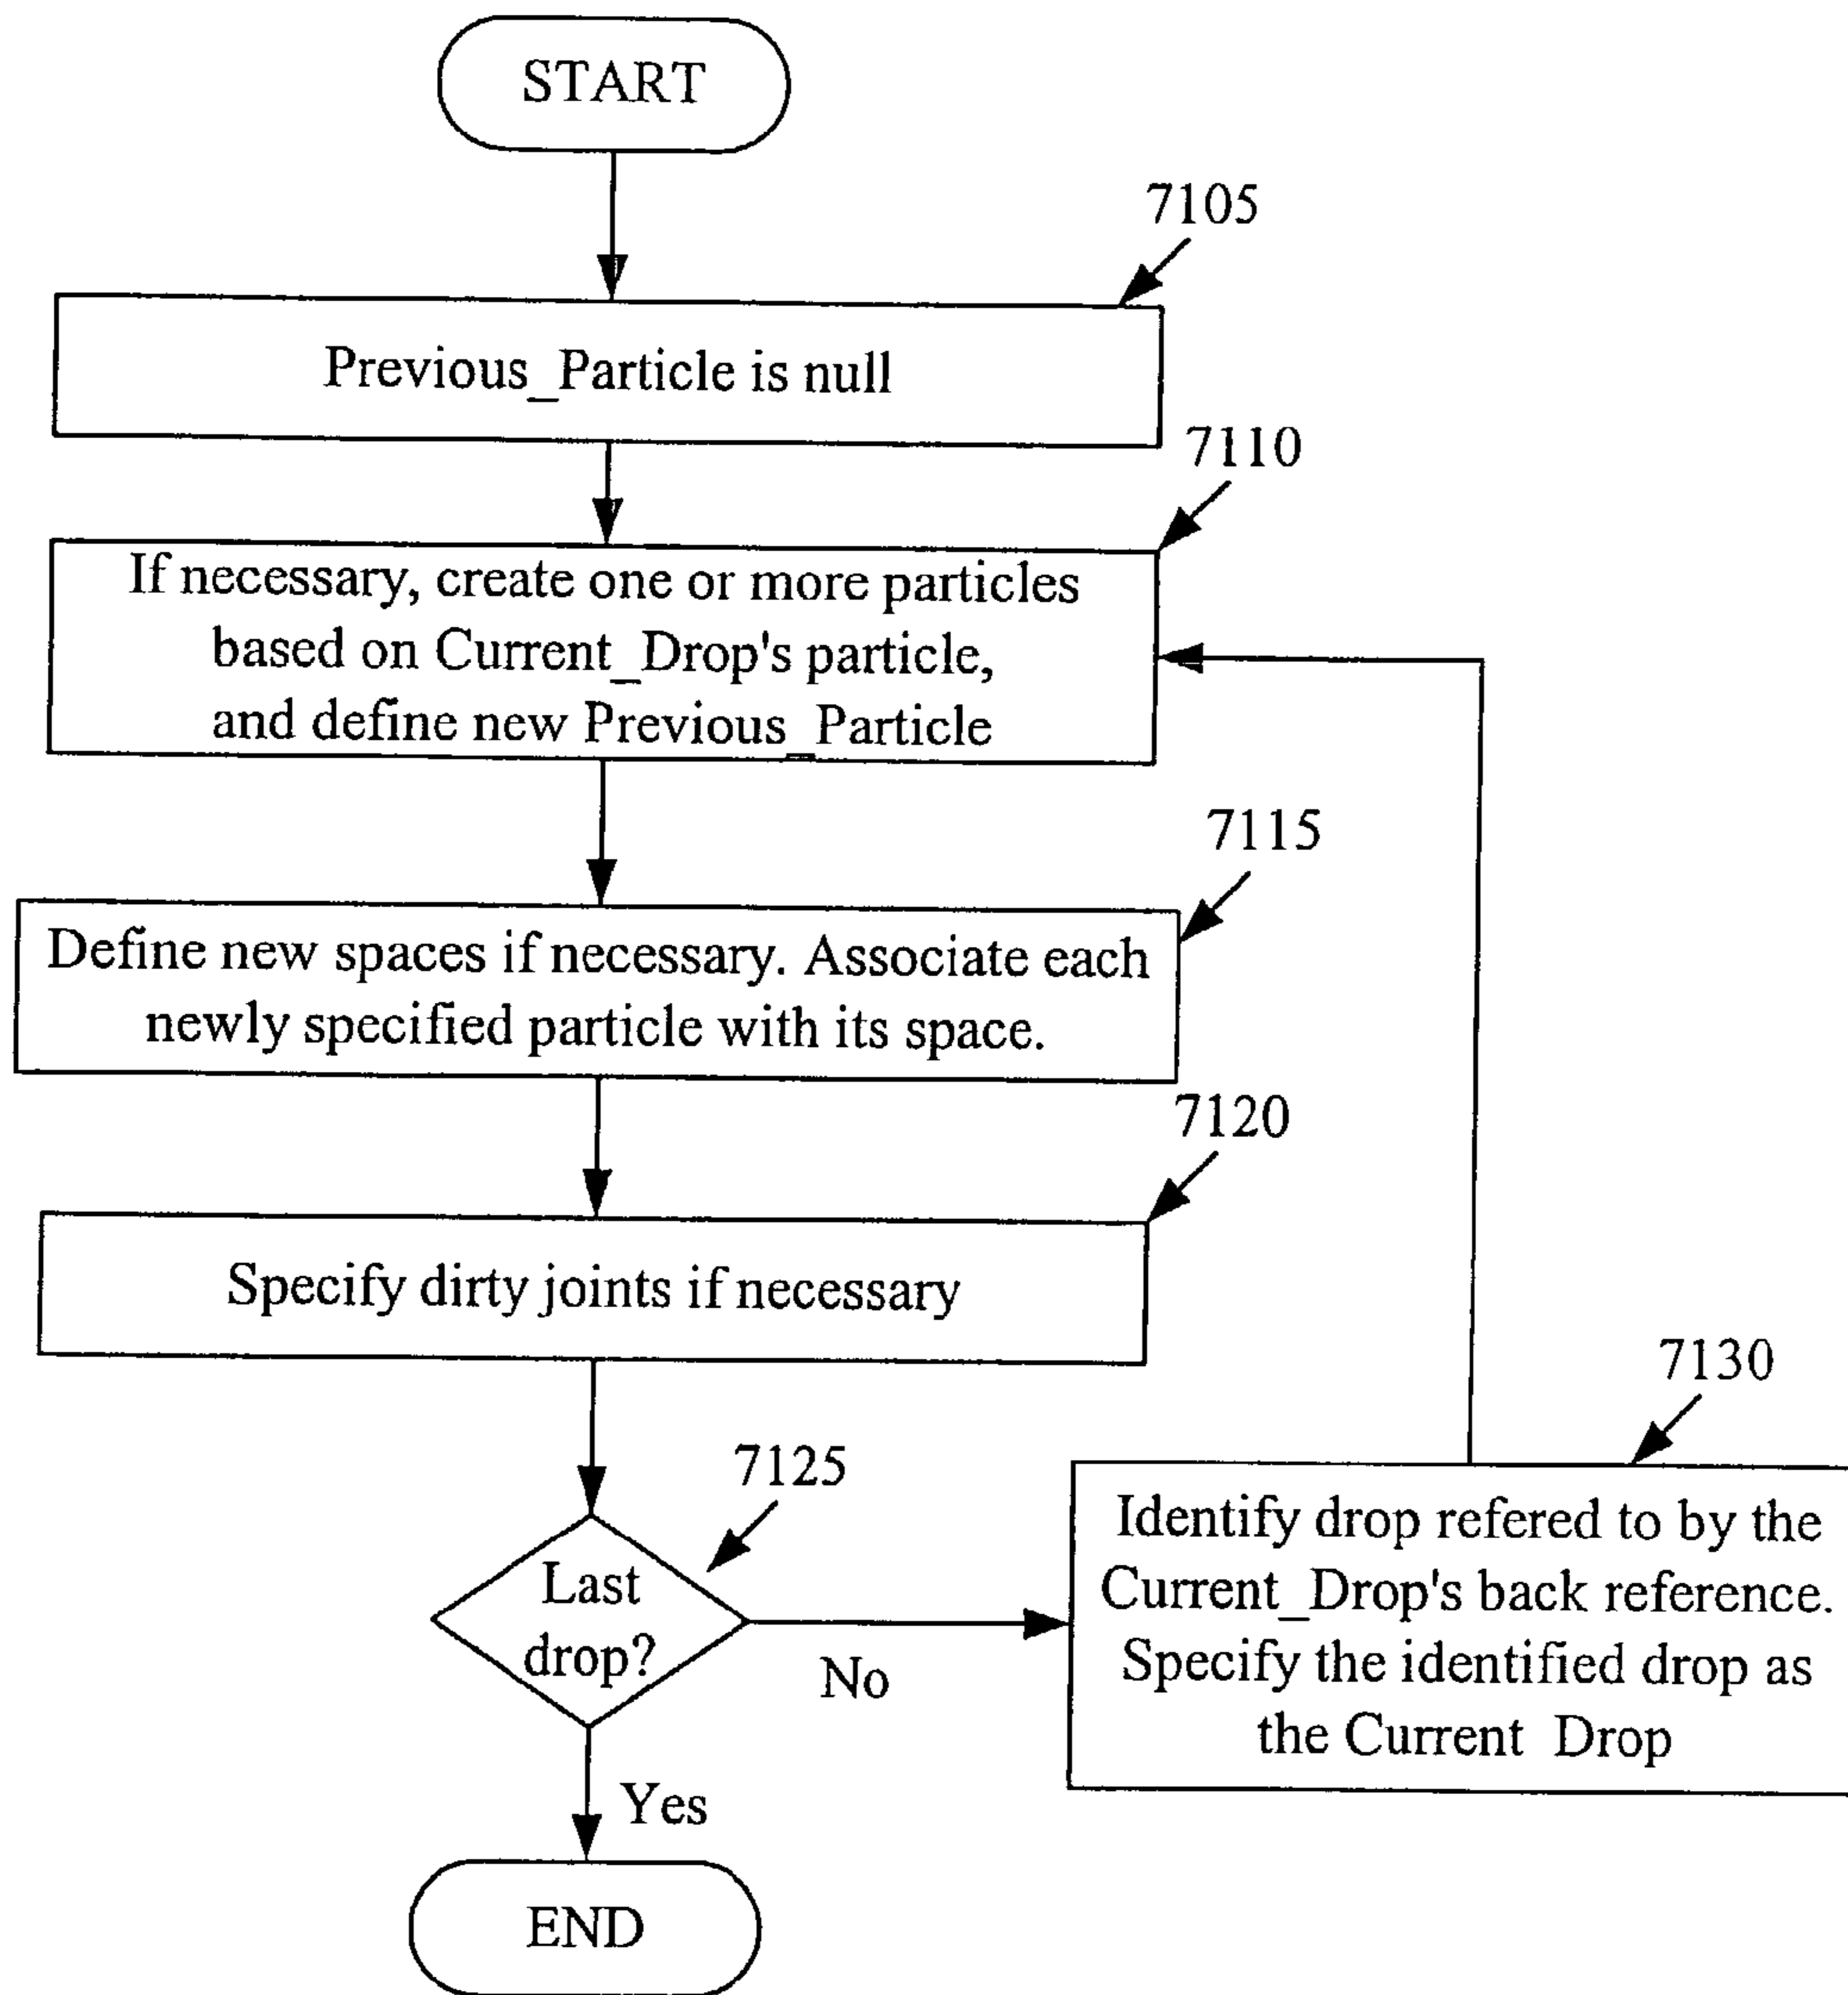 START
7105
Previous_Particle is null
7110
If necessary, create one or more particles
based on Current_Drop's particle,
and define new Previous_Particle
7115
Define new spaces if necessary. Associate each
newly specified particle with its space.
7120
Specify dirty joints if necessary
7125
Last
drop?
No
Yes
7130
Identify drop refered to by the
Current_Drop's back reference.
Specify the identified drop as
the Current Drop
END